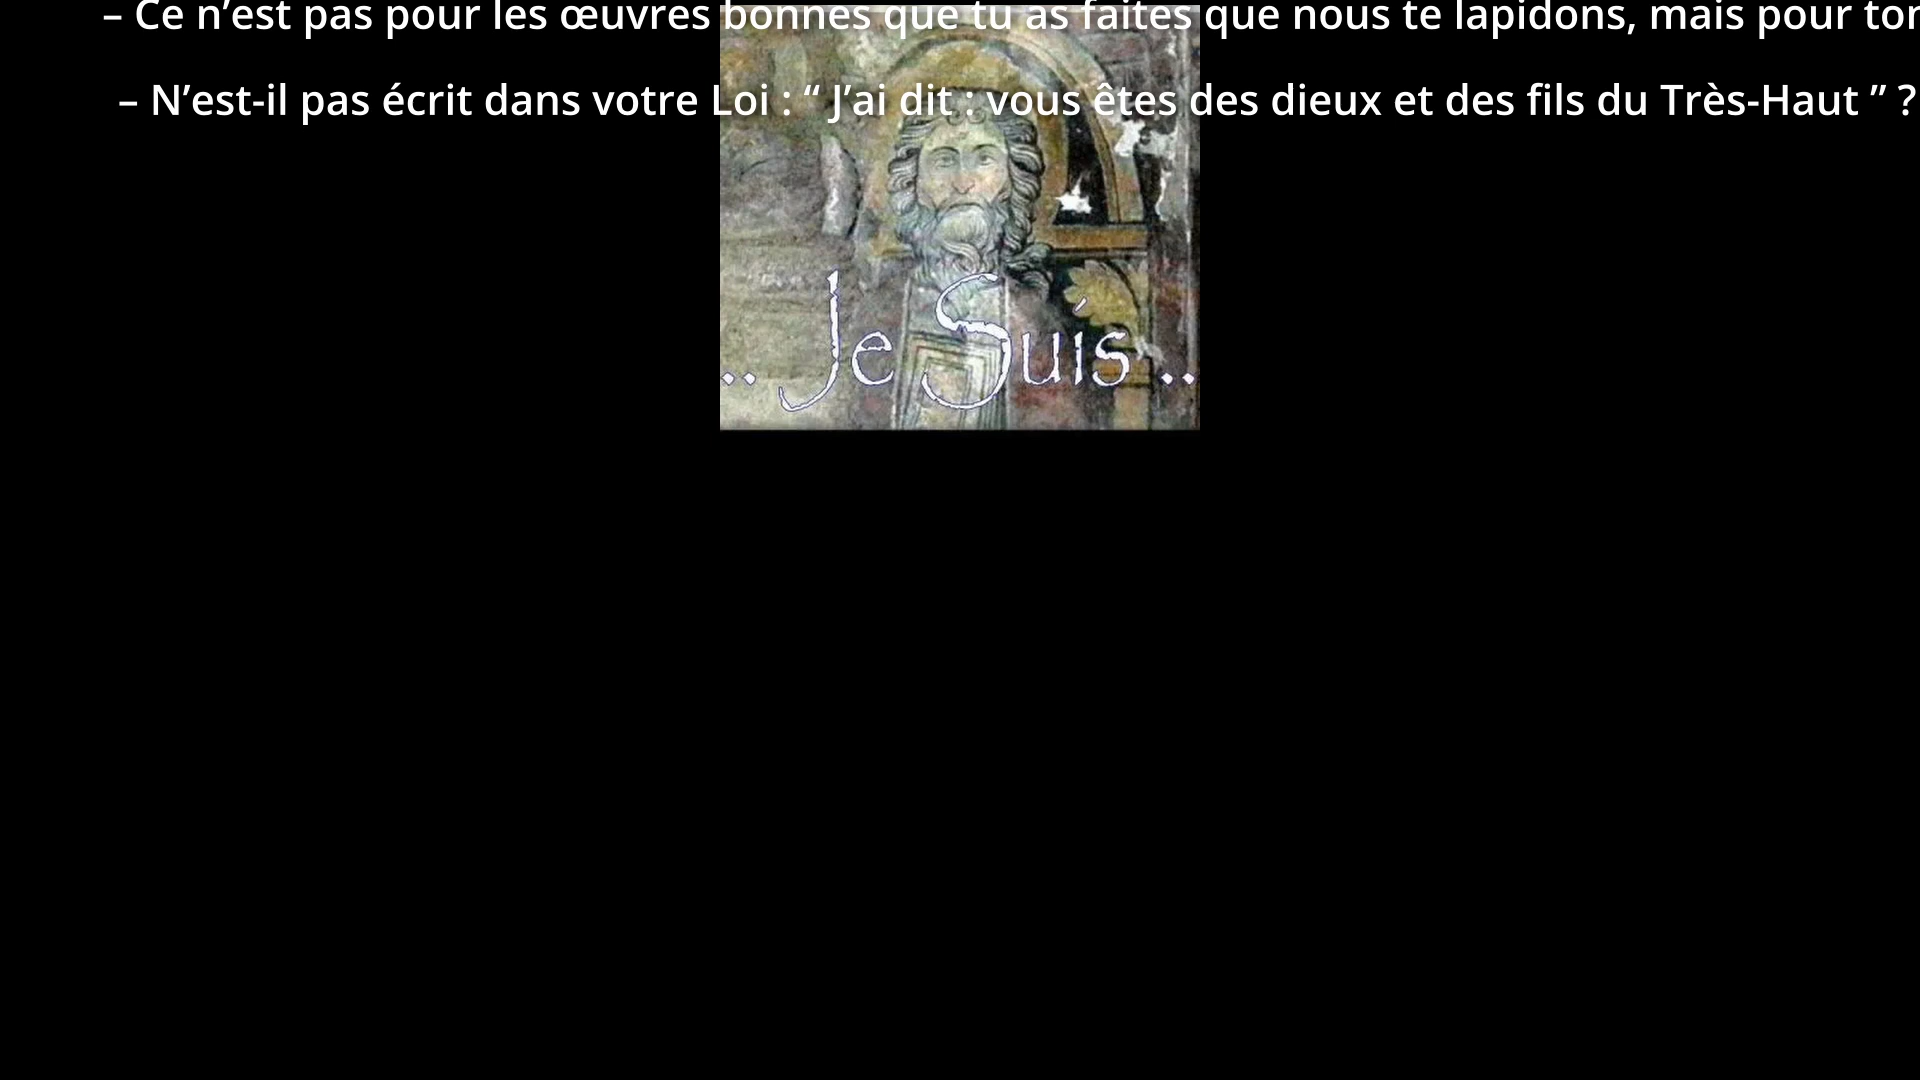 – Ce n’est pas pour les œuvres bonnes que tu as faites que nous te lapidons, mais pour
– N’est-il pas écrit dans votre Loi : “ J’ai dit : vous êtes des dieux et des fils du Très-Haut ” ?
.. Je Suis ..